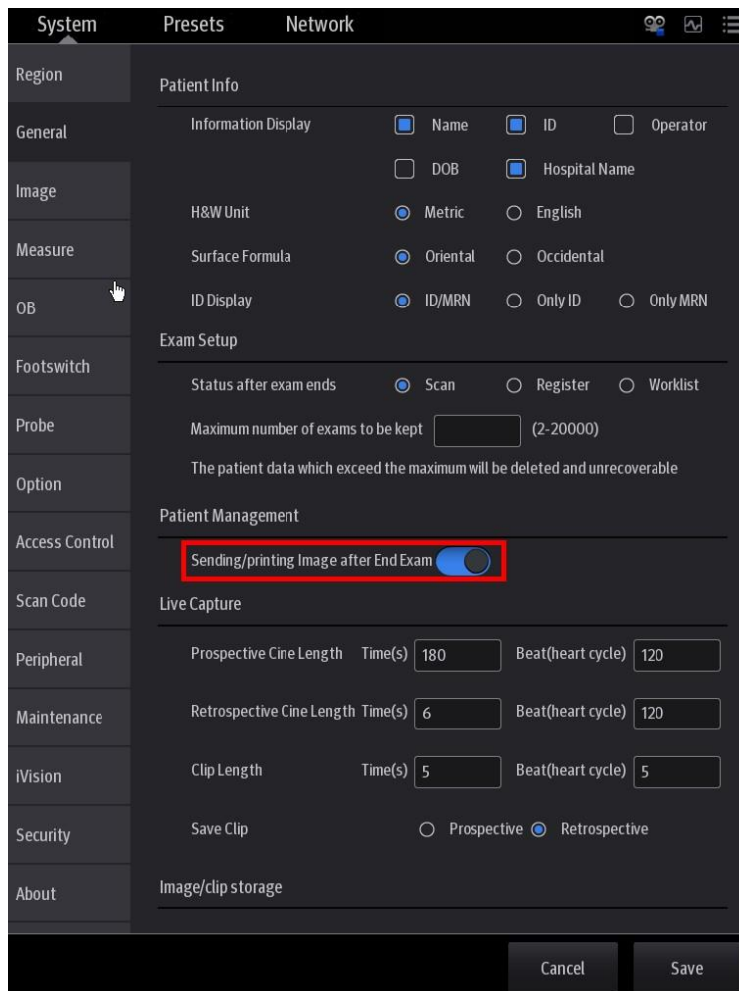 System Presets Network
Region
General
Image
Measure
OB
Footswitch
Probe
Option
Access Control
Scan Code
Peripheral
Maintenance
iVision
Security
About
Patient Info
Information Display Name ID Operator
DOB Hospital Name
H&W Unit Metric English
Surface Formula Oriental Occidental
ID Display ID/MRN Only ID Only MRN
Exam Setup
Status after exam ends Scan Register Worklist
Maximum number of exams to be kept (2-20000)
The patient data which exceed the maximum will be deleted and unrecoverable
Patient Management
Sending/printing Image after End Exam
Live Capture
Prospective Cine Length Time(s) 180 Beat(heart cycle) 120
Retrospective Cine Length Time(s) 6 Beat(heart cycle) 120
Clip Length Time(s) 5 Beat(heart cycle) 5
Save Clip Prospective Retrospective
Image/clip storage
Cancel Save